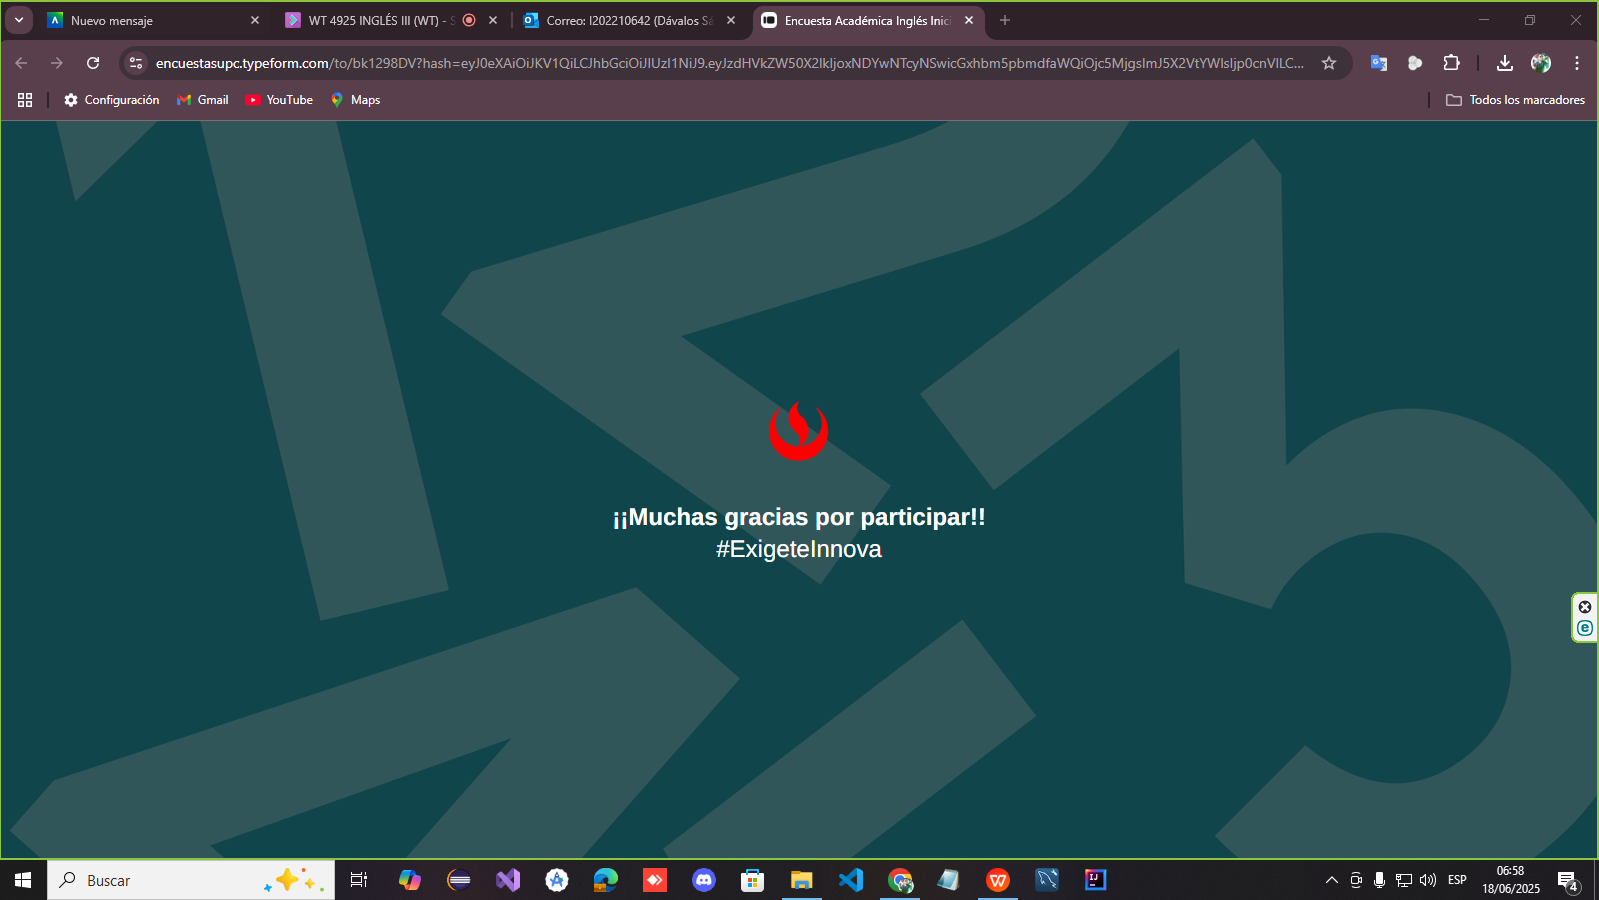 Nuevo mensaje
WT 4925 INGLÉS III (WT) - S
Correo: I202210642 (Dávalos Sá
Encuesta Académica Inglés Inici
encuestasupc.typeform.com/to/bk1298DV?hash=eyJ0eXAiOiJKV1QiLCJhbGciOiJIUzI1NiJ9.eyJzdHVkZW50X2lkIjoxNDYwNTcyNSwicGxhbm5pbmdfaWQiOjc5MjgsImJ5X2VtYWlsIjp0cnVlLC...
Configuración
Gmail
YouTube
Maps
Todos los marcadores
¡¡Muchas gracias por participar!!
#ExigeteInnova
Buscar
ESP
06:58
18/06/2025
4